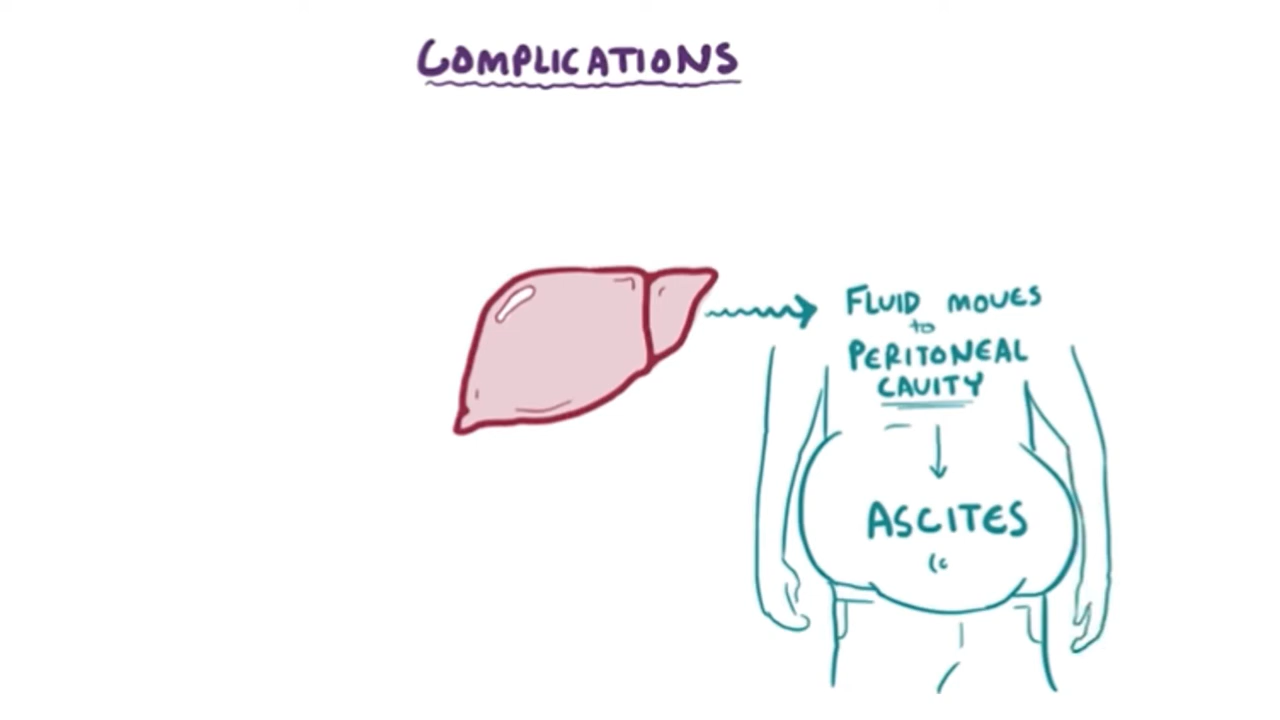 COMPLICATIONS
FLUID MOVES
to
PERITONEAL
CAVITY
ASCITES
(c